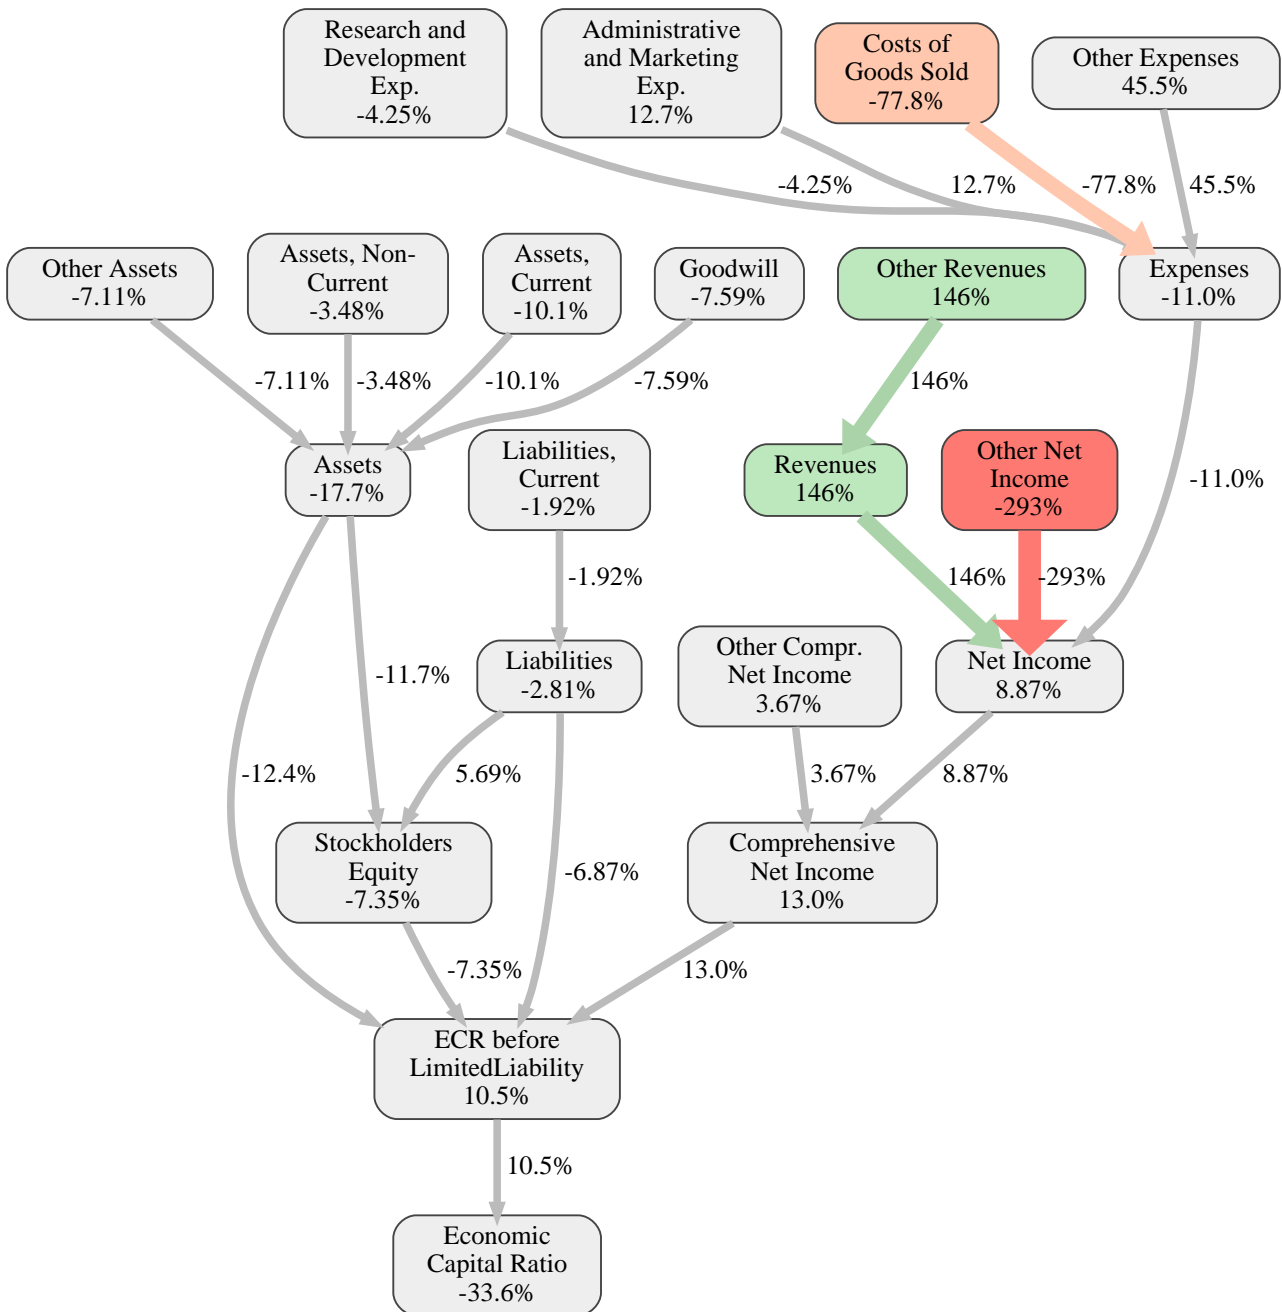 Research and
Development
Exp.
-4.25%
Administrative
and Marketing
Exp.
12.7%
Costs of
Goods Sold
-77.8%
Other Expenses
45.5%
-4.25%
12.7%
-77.8%
45.5%
Other Assets
-7.11%
Assets, Non-
Current
-3.48%
Assets,
Current
-10.1%
Goodwill
-7.59%
Other Revenues
146%
Expenses
-11.0%
-7.11%
-3.48%
-10.1%
-7.59%
146%
Assets
-17.7%
Liabilities,
Current
-1.92%
Revenues
146%
Other Net
Income
-293%
-11.0%
-1.92%
146%
-293%
-11.7%
Liabilities
-2.81%
Other Compr.
Net Income
3.67%
Net Income
8.87%
-12.4%
5.69%
3.67%
8.87%
Stockholders
Equity
-7.35%
-6.87%
Comprehensive
Net Income
13.0%
-7.35%
13.0%
ECR before
LimitedLiability
10.5%
10.5%
Economic
Capital Ratio
-33.6%